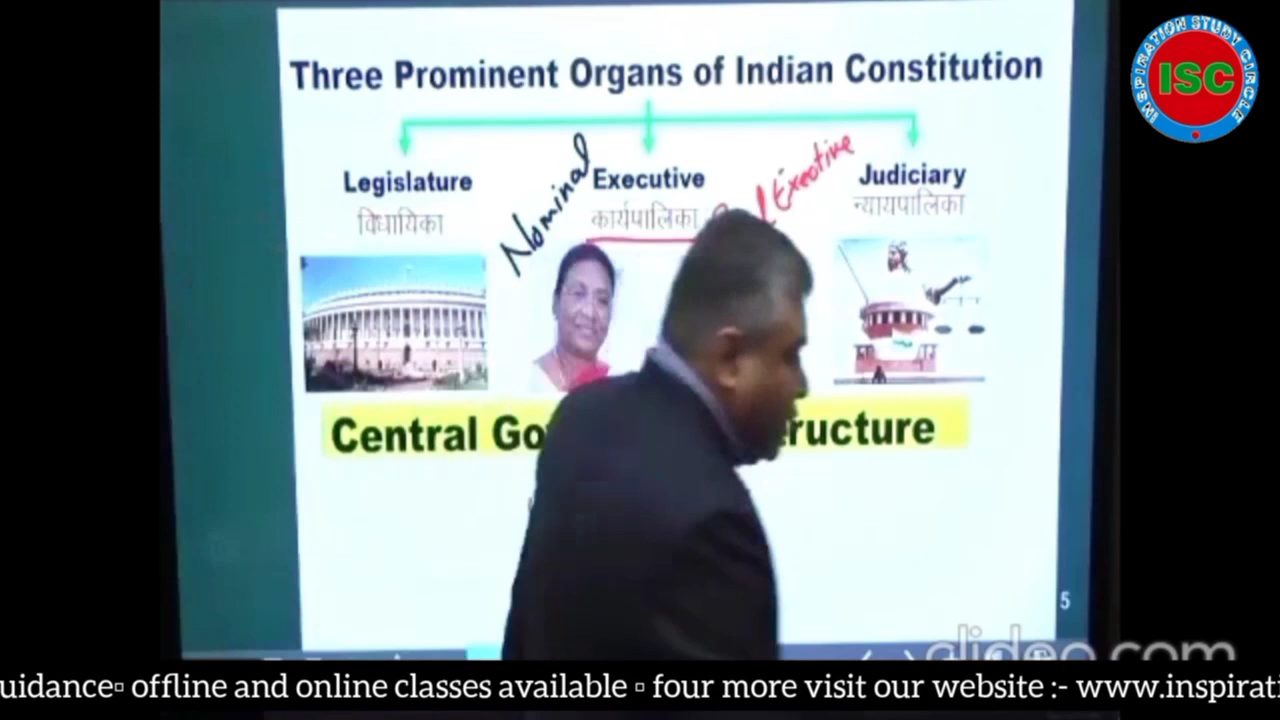 Three Prominent Organs of Indian Constitution
Legislature
विधायिका
Nominal
Executive
कार्यपालिका
Exective
Judiciary
न्यायपालिका
Central Go ructure
5
INSPIRATION STUDY CIRCLE
ISC
uidance▫ offline and online classes available ▫ four more visit our website :- www.inspirati